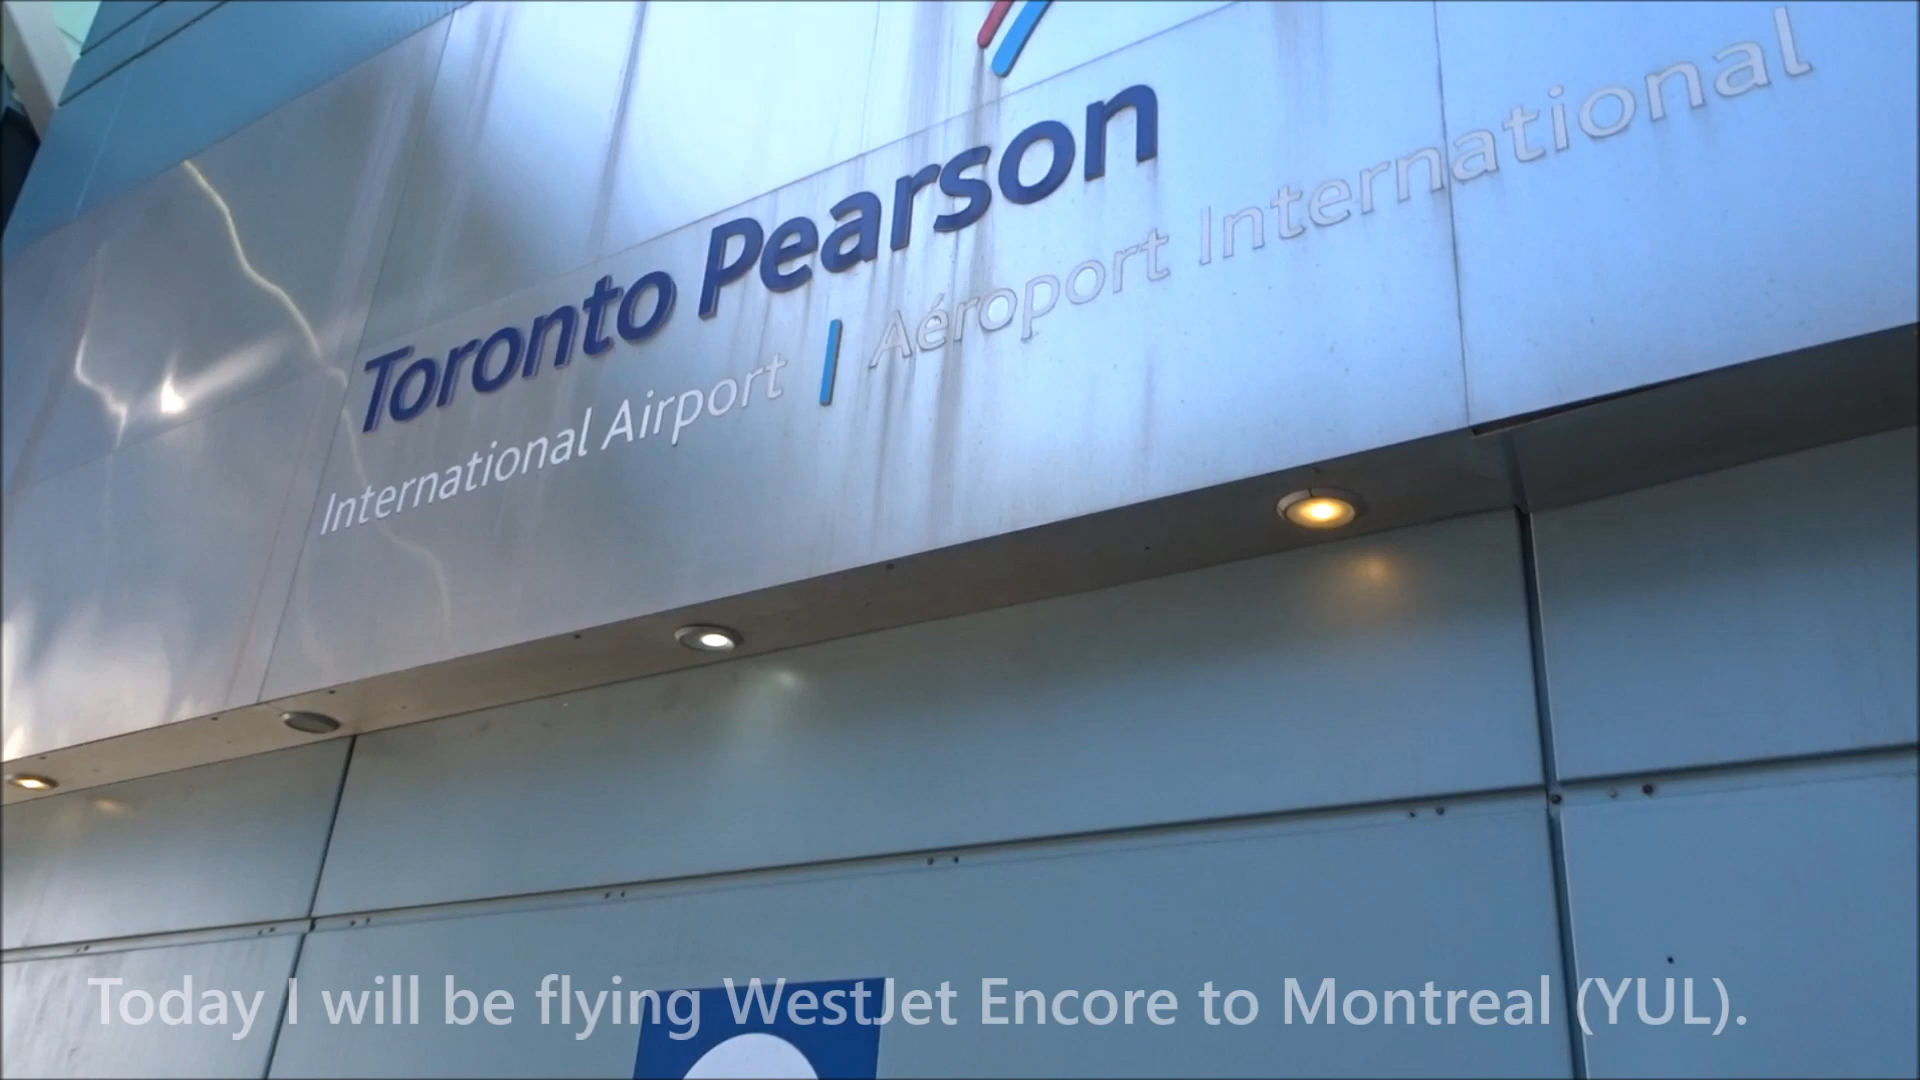 Toronto Pearson
International Airport | Aéroport International
Today I will be flying WestJet Encore to Montreal (YUL).